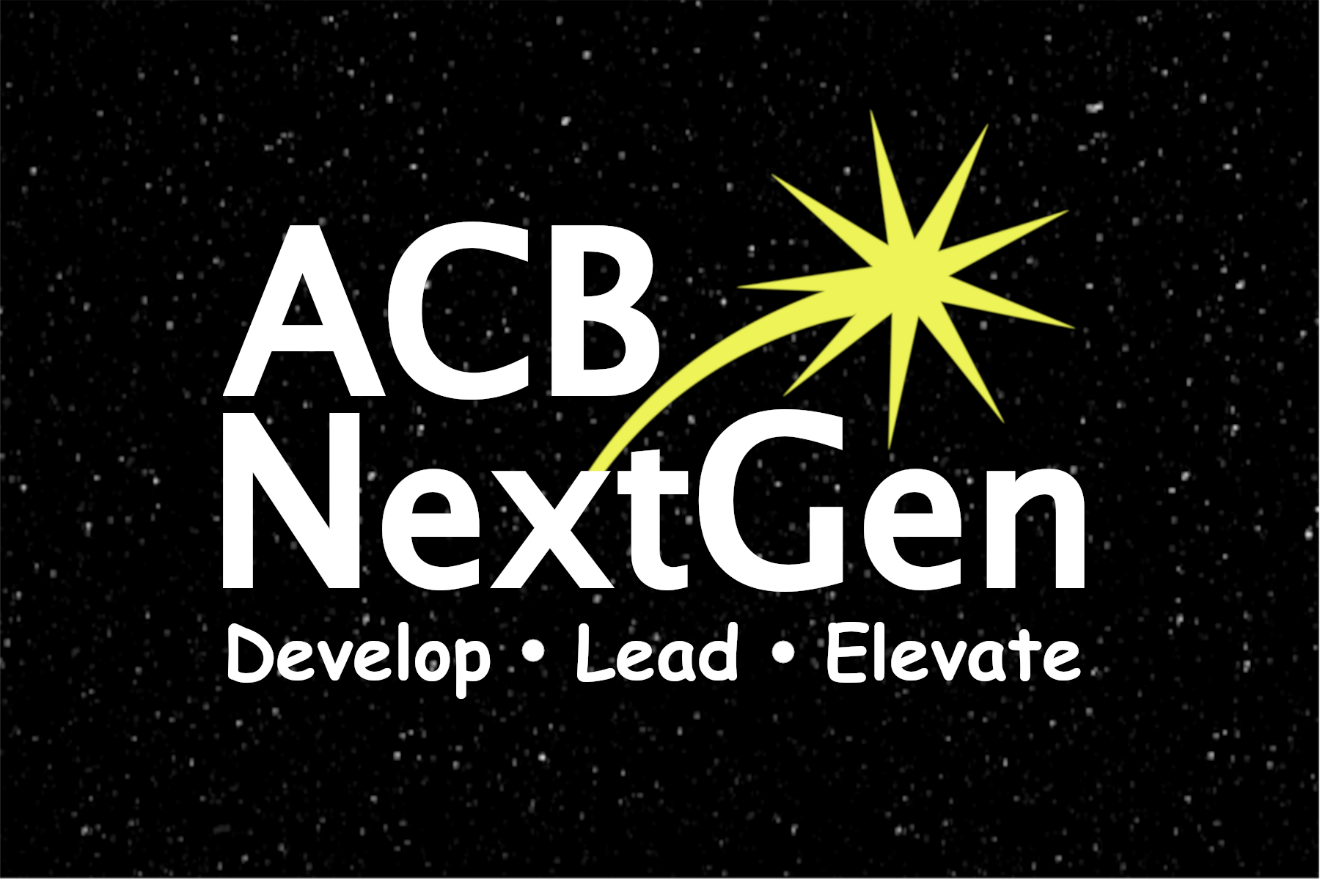 ACB
NextGen
Develop • Lead • Elevate